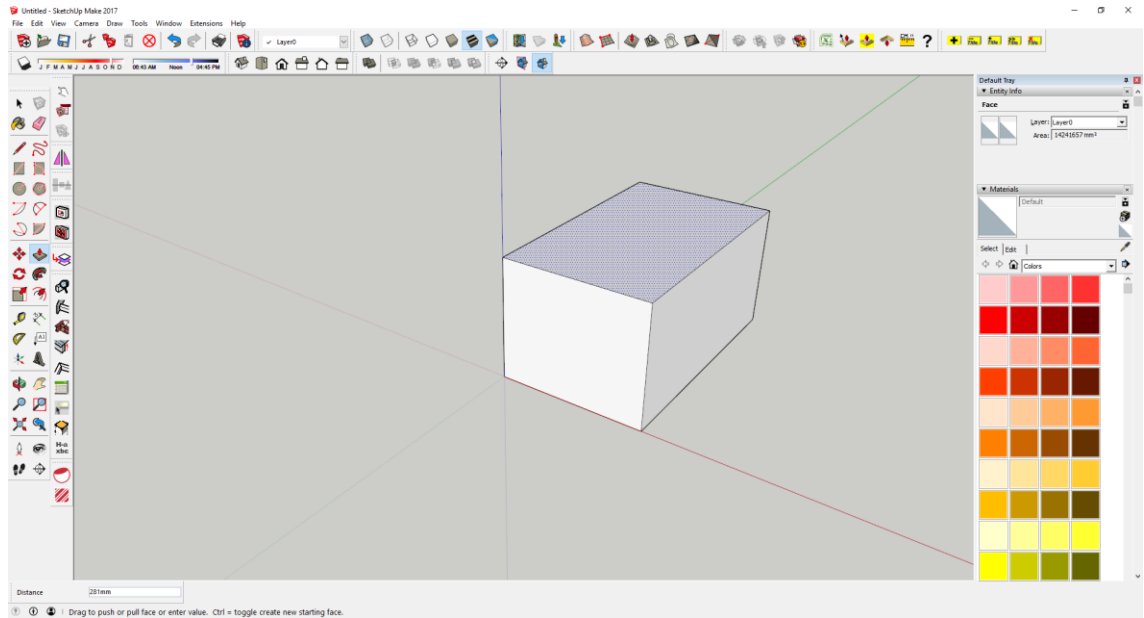 Untitled - SketchUp Make 2017
File Edit View Camera Draw Tools Window Extensions Help
Layer0
J F M A M J J A S O N D 06:43 AM Noon 04:45 PM
Default Tray
Entity Info
Face
Layer: Layer0
Area: 14241657 mm²
Materials
Default
Select Edit
Colors
A1
H-a
xbc
Distance 281mm
Drag to push or pull face or enter value. Ctrl = toggle create new starting face.